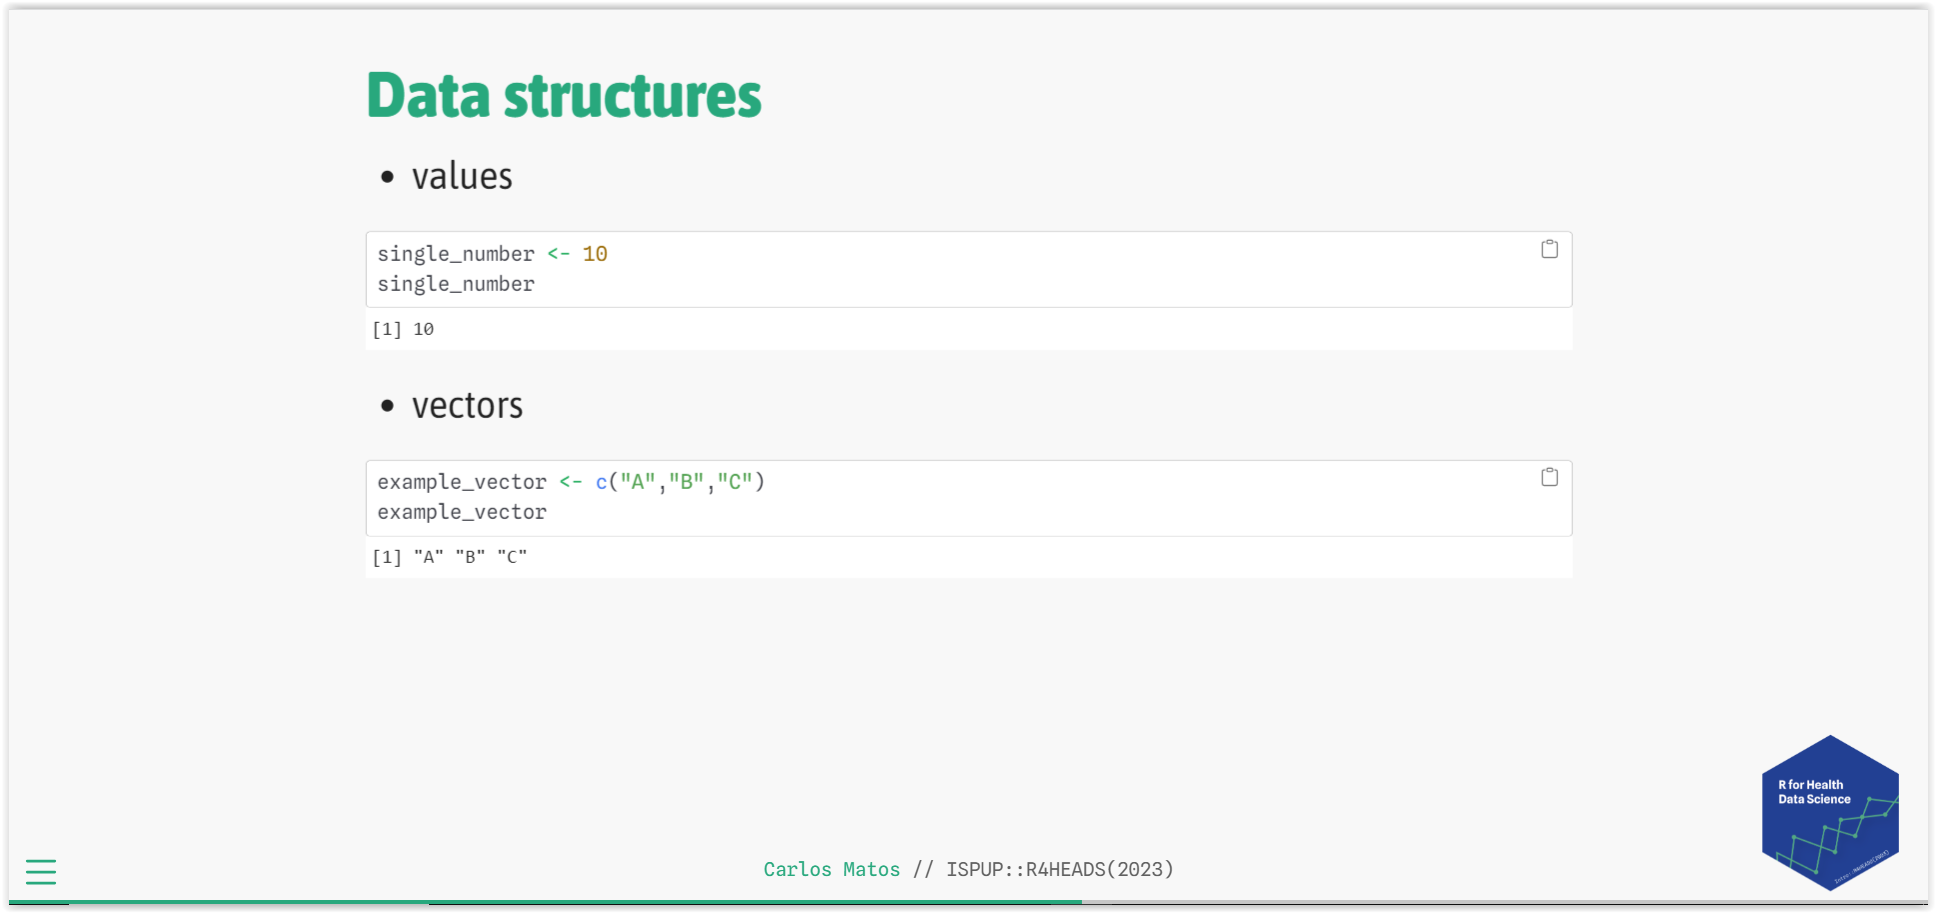 Data structures
• values
single_number <- 10
single_number
[1] 10
• vectors
example_vector <- c("A","B","C")
example_vector
[1] "A" "B" "C"
R for Health
Data Science
Carlos Matos // ISPUP::R4HEADS(2023)